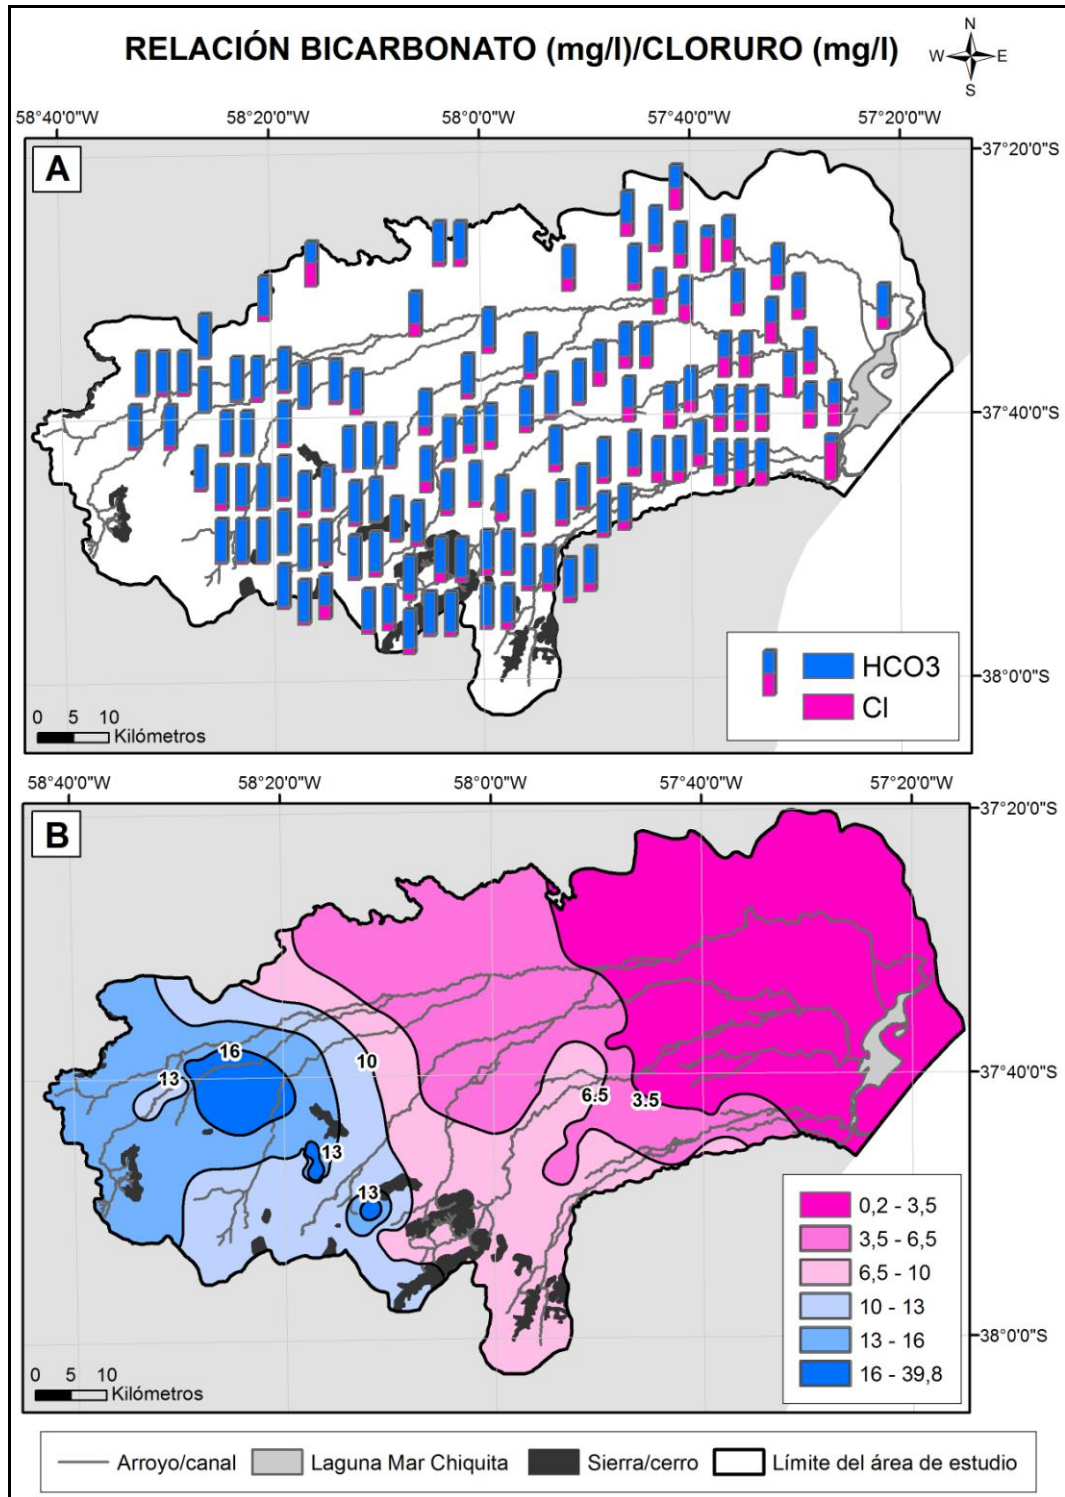 RELACIÓN BICARBONATO (mg/l)/CLORURO (mg/l)
N
W E
S
58°40'0"W 58°20'0"W 58°0'0"W 57°40'0"W 57°20'0"W
A
37°20'0"S
37°40'0"S
38°0'0"S
HCO3
Cl
0 5 10
Kilómetros
58°40'0"W 58°20'0"W 58°0'0"W 57°40'0"W 57°20'0"W
B
37°20'0"S
16
13
10
6.5
3.5
37°40'0"S
13
13
0,2 - 3,5
3,5 - 6,5
6,5 - 10
10 - 13
13 - 16
16 - 39,8
38°0'0"S
0 5 10
Kilómetros
Arroyo/canal Laguna Mar Chiquita Sierra/cerro Límite del área de estudio